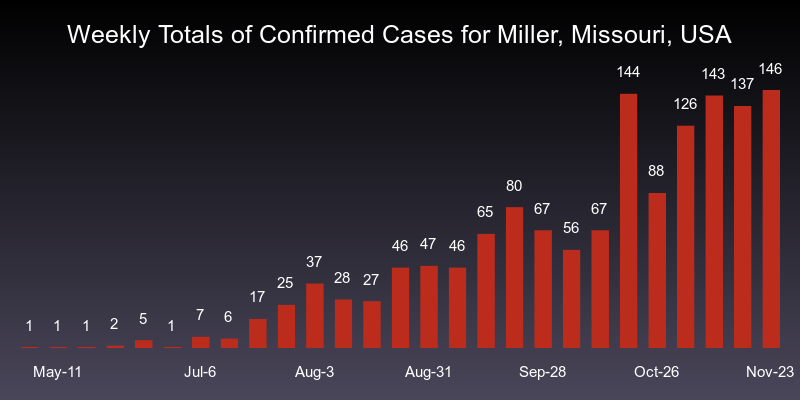 Weekly Totals of Confirmed Cases for Miller, Missouri, USA
1 1 1 2 5 1 7 6 17 25 37 28 27 46 47 46 65 80 67 56 67 144 88 126 143 137 146
May-11 Jul-6 Aug-3 Aug-31 Sep-28 Oct-26 Nov-23